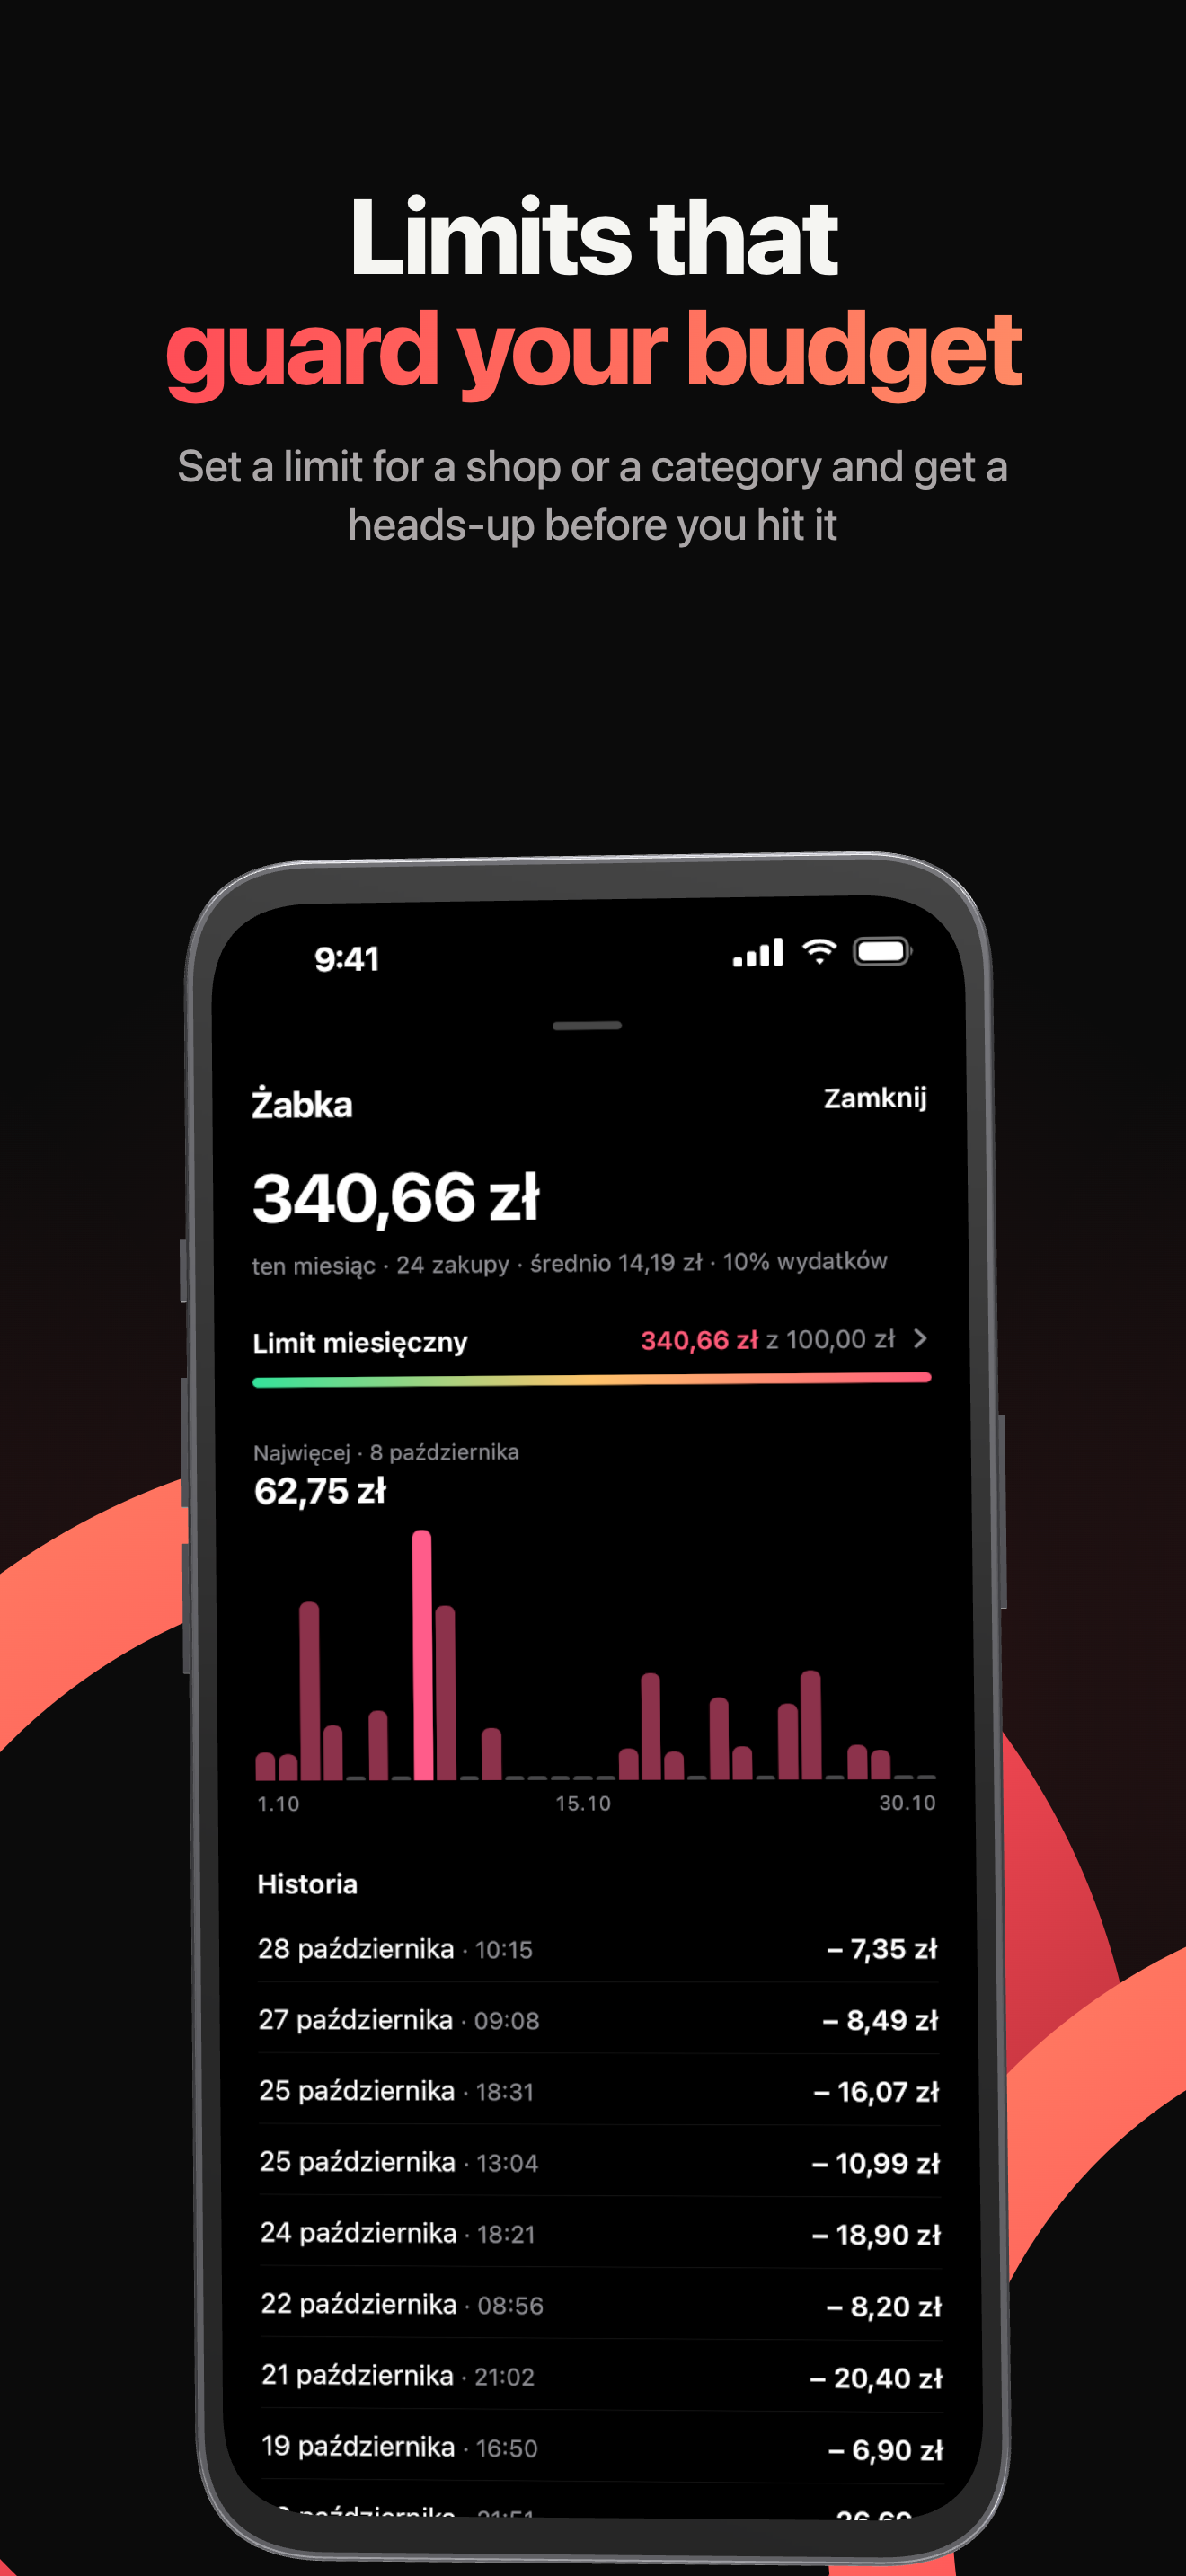 Limits that
guard your budget
Set a limit for a shop or a category and get a
heads-up before you hit it
9:41
Żabka
Zamknij
340,66 zł
ten miesiąc · 24 zakupy · średnio 14,19 zł · 10% wydatków
Limit miesięczny
340,66 zł z 100,00 zł
Najwięcej · 8 października
62,75 zł
1.10 15.10 30.10
Historia
28 października · 10:15 – 7,35 zł
27 października · 09:08 – 8,49 zł
25 października · 18:31 – 16,07 zł
25 października · 13:04 – 10,99 zł
24 października · 18:21 – 18,90 zł
22 października · 08:56 – 8,20 zł
21 października · 21:02 – 20,40 zł
19 października · 16:50 – 6,90 zł